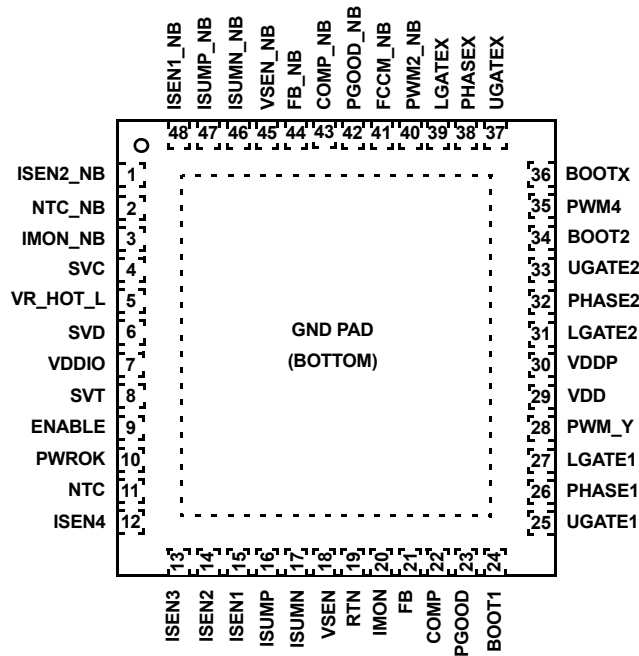 ISEN1_NB
ISUMP_NB
ISUMN_NB
VSEN_NB
FB_NB
COMP_NB
PGOOD_NB
FCCM_NB
PWM2_NB
LGATEX
PHASEX
UGATEX
48 47 46 45 44 43 42 41 40 39 38 37
ISEN2_NB 1
NTC_NB 2
IMON_NB 3
SVC 4
VR_HOT_L 5
SVD 6
VDDIO 7
SVT 8
ENABLE 9
PWROK 10
NTC 11
ISEN4 12
GND PAD
(BOTTOM)
36 BOOTX
35 PWM4
34 BOOT2
33 UGATE2
32 PHASE2
31 LGATE2
30 VDDP
29 VDD
28 PWM_Y
27 LGATE1
26 PHASE1
25 UGATE1
13 14 15 16 17 18 19 20 21 22 23 24
ISEN3
ISEN2
ISEN1
ISUMP
ISUMN
VSEN
RTN
IMON
FB
COMP
PGOOD
BOOT1